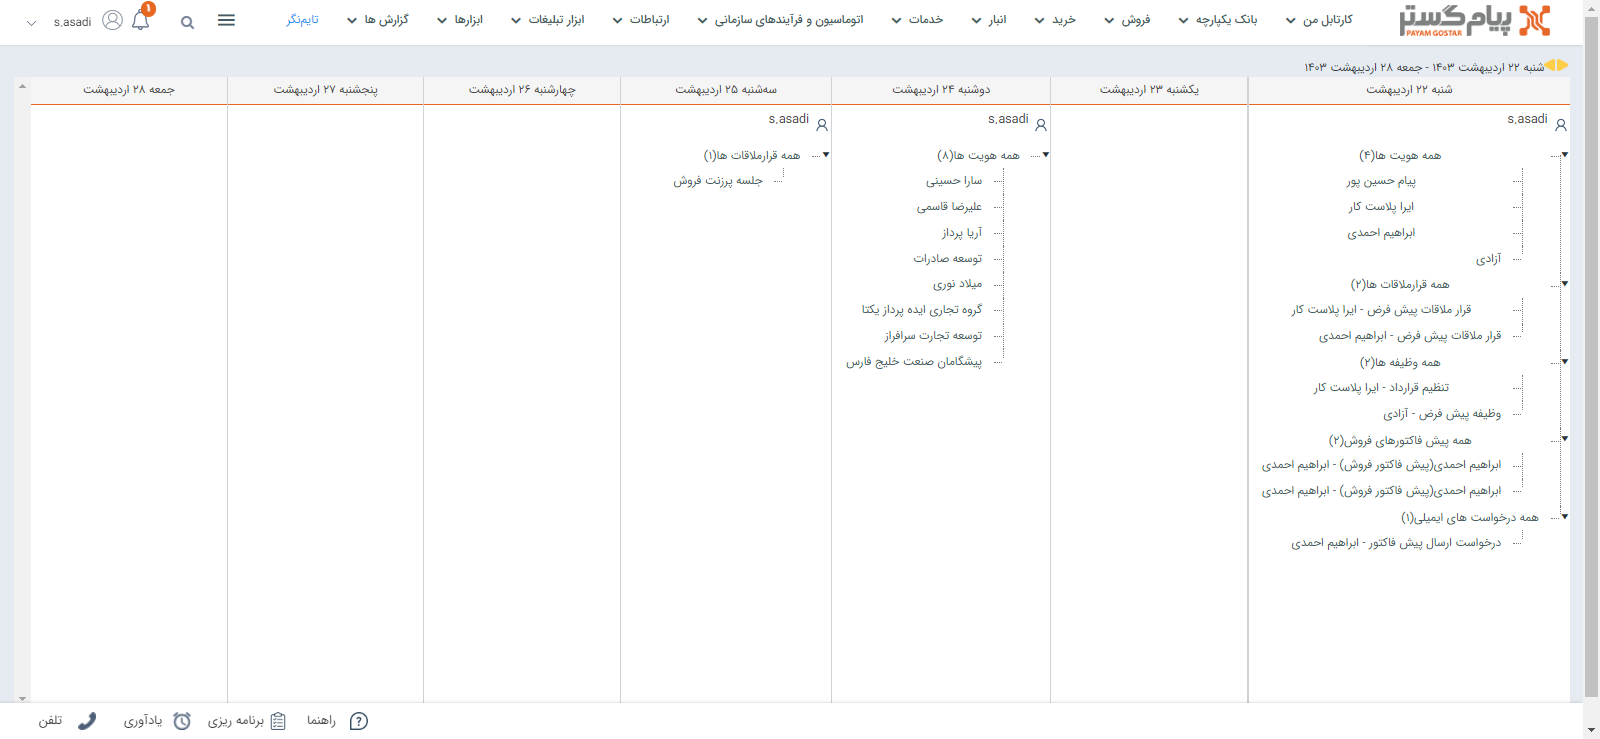 پیام گستر
PAYAM GOSTAR
کارتابل من
بانک یکپارچه
فروش
خرید
انبار
خدمات
اتوماسیون و فرآیندهای سازمانی
ارتباطات
ابزار تبلیغات
ابزارها
گزارش ها
تایم‌نگر
۱
s.asadi
شنبه ۲۲ اردیبهشت ۱۴۰۳ - جمعه ۲۸ اردیبهشت ۱۴۰۳
شنبه ۲۲ اردیبهشت
یکشنبه ۲۳ اردیبهشت
دوشنبه ۲۴ اردیبهشت
سه‌شنبه ۲۵ اردیبهشت
چهارشنبه ۲۶ اردیبهشت
پنجشنبه ۲۷ اردیبهشت
جمعه ۲۸ اردیبهشت
s.asadi
همه هویت ها(۴)
پیام حسین پور
ایرا پلاست کار
ابراهیم احمدی
آزادی
همه قرارملاقات ها(۲)
قرار ملاقات پیش فرض - ایرا پلاست کار
قرار ملاقات پیش فرض - ابراهیم احمدی
همه وظیفه ها(۲)
تنظیم قرارداد - ایرا پلاست کار
وظیفه پیش فرض - آزادی
همه پیش فاکتورهای فروش(۲)
ابراهیم احمدی(پیش فاکتور فروش) - ابراهیم احمدی
ابراهیم احمدی(پیش فاکتور فروش) - ابراهیم احمدی
همه درخواست های ایمیلی(۱)
درخواست ارسال پیش فاکتور - ابراهیم احمدی
s.asadi
همه هویت ها(۸)
سارا حسینی
علیرضا قاسمی
آریا پرداز
توسعه صادرات
میلاد نوری
گروه تجاری ایده پرداز یکتا
توسعه تجارت سرافراز
پیشگامان صنعت خلیج فارس
s.asadi
همه قرارملاقات ها(۱)
جلسه پرزنت فروش
راهنما
برنامه ریزی
یادآوری
تلفن